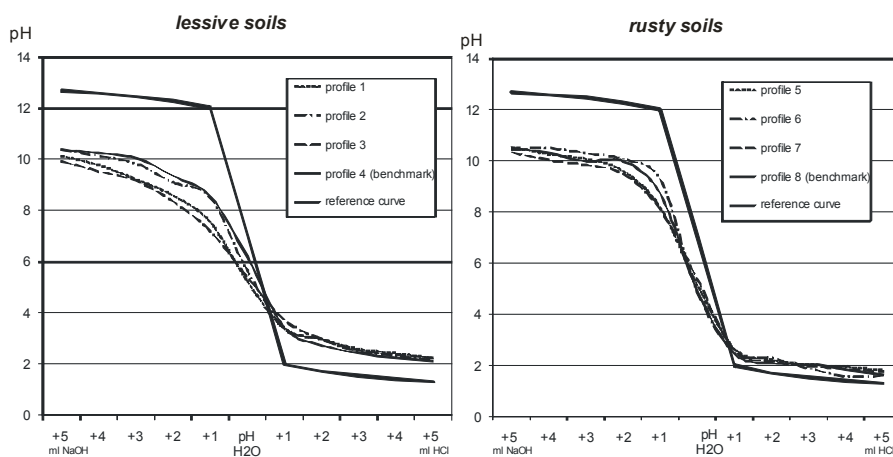 lessive soils
pH
14
12
10
8
6
4
2
0
profile 1
profile 2
profile 3
profile 4 (benchmark)
reference curve
+5 +4 +3 +2 +1 pH +1 +2 +3 +4 +5
ml NaOH H2O ml HCl
rusty soils
pH
14
12
10
8
6
4
2
0
profile 5
profile 6
profile 7
profile 8 (benchmark)
reference curve
+5 +4 +3 +2 +1 pH +1 +2 +3 +4 +5
ml NaOH H2O ml HCl